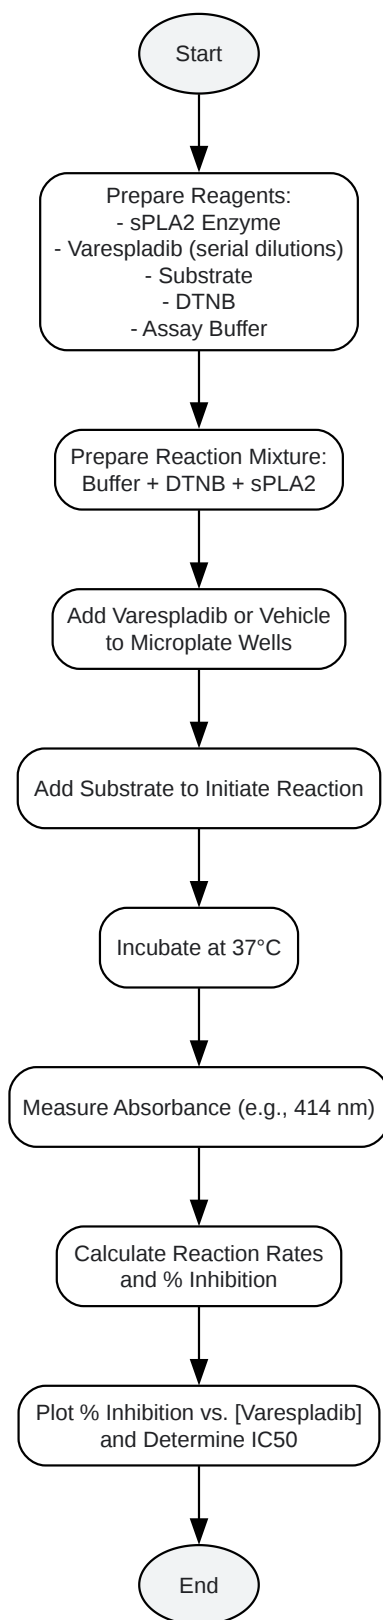 Start
Prepare Reagents:
- sPLA2 Enzyme
- Varespladib (serial dilutions)
- Substrate
- DTNB
- Assay Buffer
Prepare Reaction Mixture:
Buffer + DTNB + sPLA2
Add Varespladib or Vehicle
to Microplate Wells
Add Substrate to Initiate Reaction
Incubate at 37°C
Measure Absorbance (e.g., 414 nm)
Calculate Reaction Rates
and % Inhibition
Plot % Inhibition vs. [Varespladib]
and Determine IC50
End